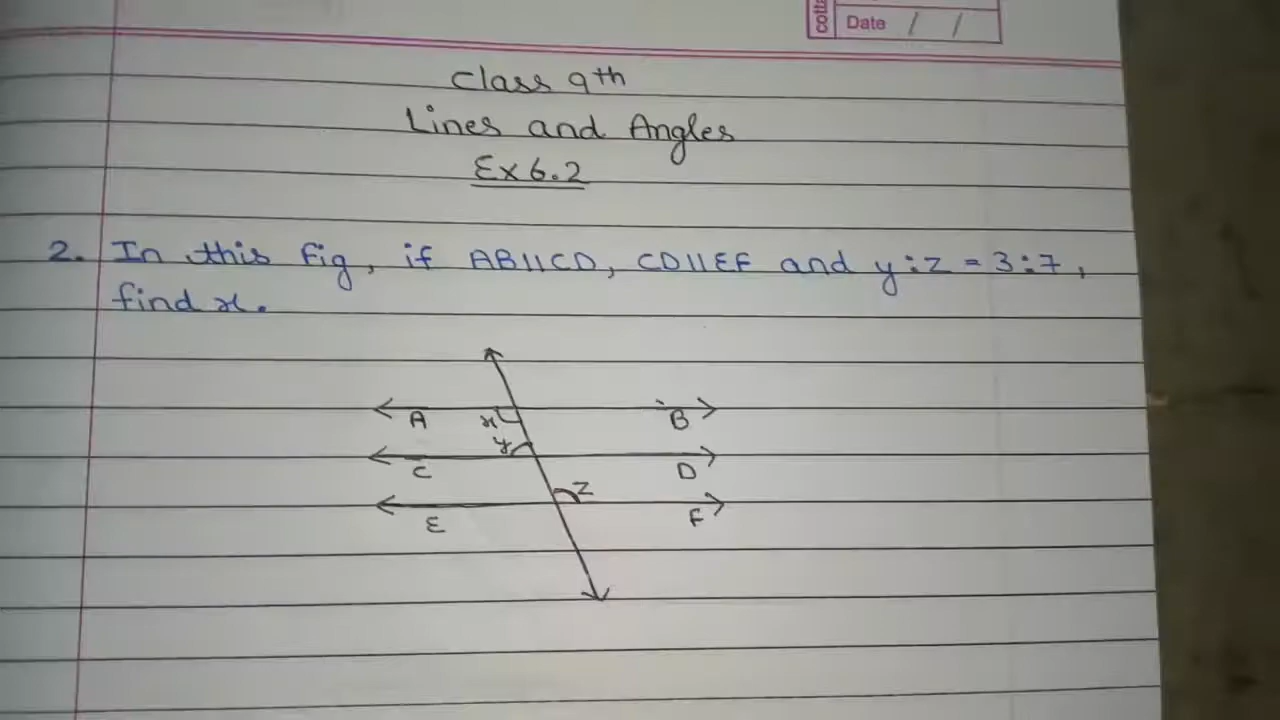 Date / /
Class 9th
Lines and Angles
Ex 6.2
2. In this fig, if AB||CD, CD||EF and y:z = 3:7,
find x.
A x B
y
C D
z
E F